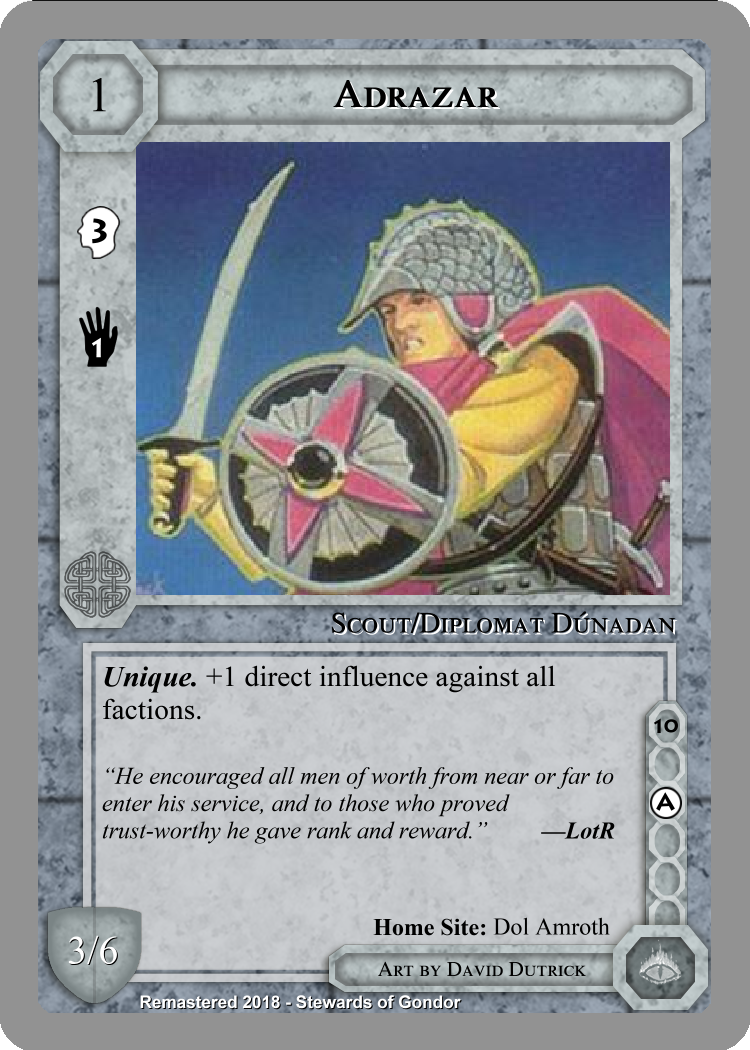 1
ADRAZAR
3
1
SCOUT/DIPLOMAT DÚNADAN
Unique. +1 direct influence against all
factions.
10
“He encouraged all men of worth from near or far to
enter his service, and to those who proved
trust-worthy he gave rank and reward.” —LotR
A
Home Site: Dol Amroth
3/6
ART BY DAVID DUTRICK
Remastered 2018 - Stewards of Gondor